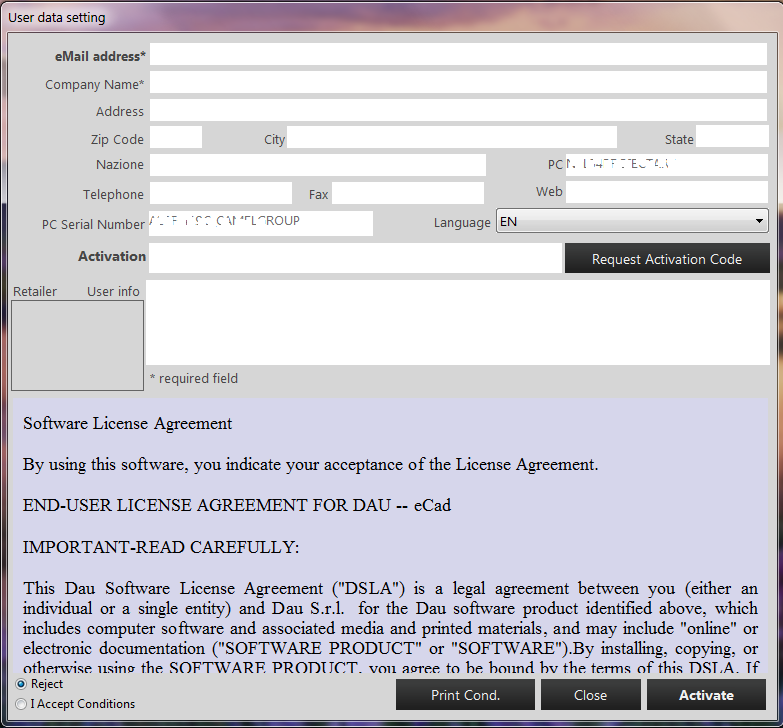 User data setting
eMail address*
Company Name*
Address
Zip Code City State
Nazione PC
Telephone Fax Web
PC Serial Number CAMELGROUP Language EN
Activation Request Activation Code
Retailer User info
* required field
Software License Agreement
By using this software, you indicate your acceptance of the License Agreement.
END-USER LICENSE AGREEMENT FOR DAU -- eCad
IMPORTANT-READ CAREFULLY:
This Dau Software License Agreement ("DSLA") is a legal agreement between you (either an
individual or a single entity) and Dau S.r.l. for the Dau software product identified above, which
includes computer software and associated media and printed materials, and may include "online" or
electronic documentation ("SOFTWARE PRODUCT" or "SOFTWARE").By installing, copying, or
otherwise using the SOFTWARE PRODUCT, you agree to be bound by the terms of this DSLA. If
Reject
I Accept Conditions
Print Cond. Close Activate